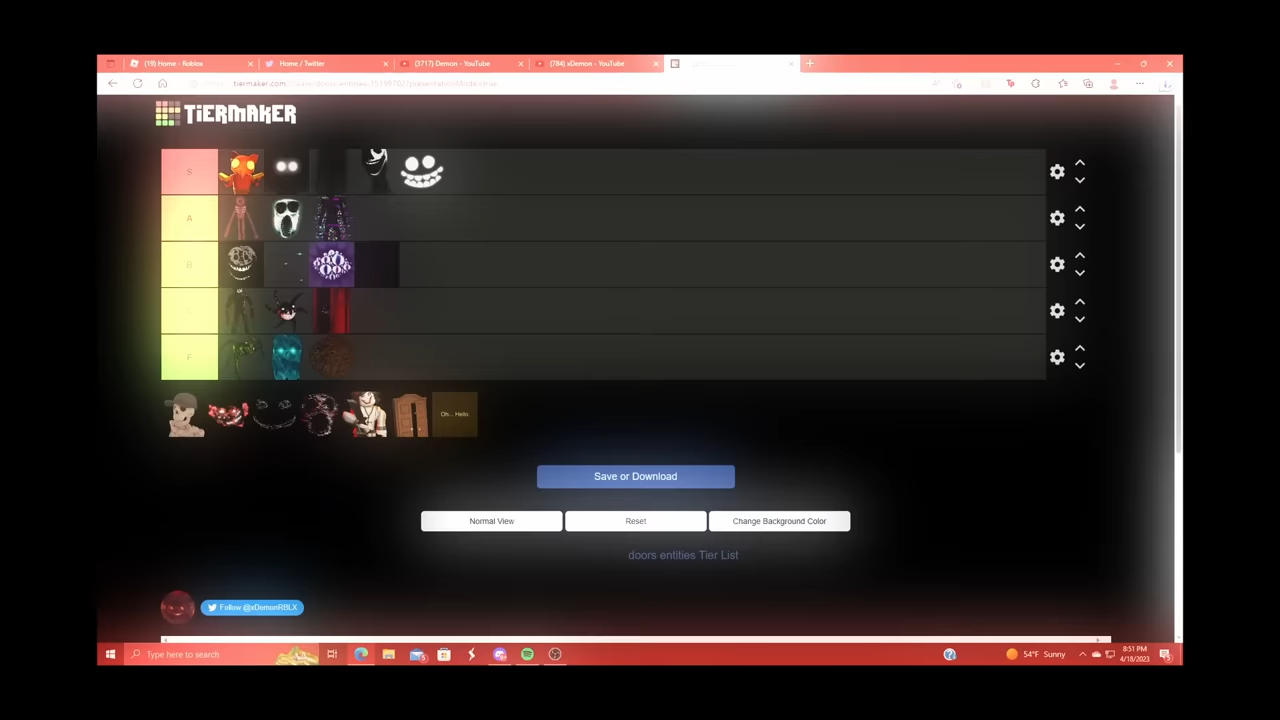 (19) Home - Roblox
Home / Twitter
(3717) Demon - YouTube
(784) xDemon - YouTube
TiERMAKER
S
A
B
F
Oh... Hello.
Save or Download
Normal View
Reset
Change Background Color
doors entities Tier List
Follow @xDemonRBLX
Type here to search
54°F Sunny
8:51 PM
4/18/2023